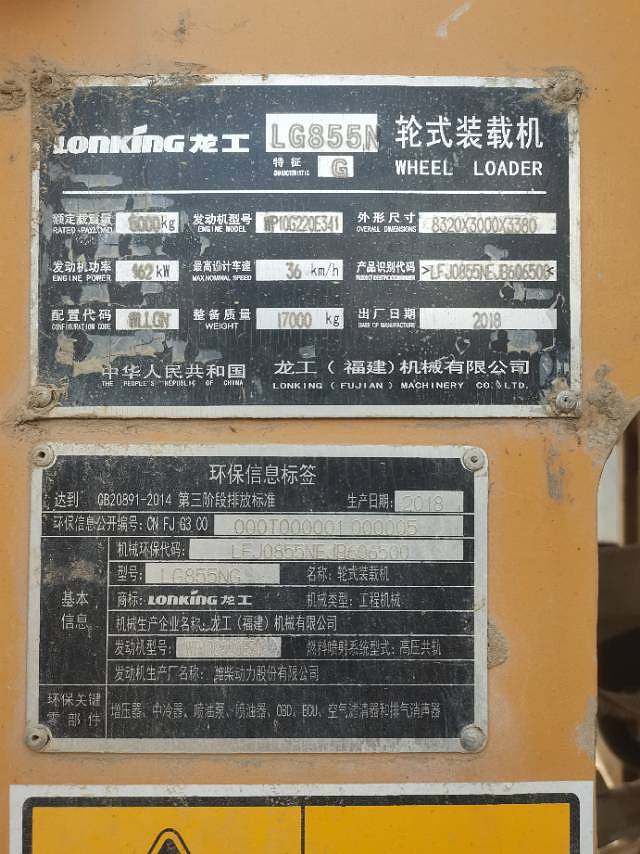 LONKING 龙工 LG855N 轮式装载机
特征 G WHEEL LOADER
CHARACTERISTIC
额定载重量 kg 发动机型号 WP10G220E341 外形尺寸 8320X3000X3380
RATED PAYLOAD ENGINE MODEL OVERALL DIMENSIONS
发动机功率 162 kW 最高设计车速 36 km/h 产品识别代码
ENGINE POWER MAX.NOMINAL SPEED PRODUCT IDENTIFICATION NUMBER
配置代码 整备质量 17000 kg 出厂日期 2018
CONFIGURATION CODE WEIGHT DATE OF MANUFACTURY
中华人民共和国 龙工(福建)机械有限公司
THE PEOPLE'S REPUBLIC OF CHINA LONKING (FUJIAN) MACHINERY CO.,LTD.
环保信息标签
达到 GB20891-2014 第三阶段排放标准 生产日期: 2018
环保信息公开编号: CN FJ G3 00 000T000001 000005
机械环保代码: LFJ0855NEJB606500
型号: LG855NG 名称: 轮式装载机
基本信息 商标: LONKING 龙工 机械类型: 工程机械
机械生产企业名称: 龙工(福建)机械有限公司
发动机型号: 燃料喷射系统型式: 高压共轨
发动机生产厂名称: 潍柴动力股份有限公司
环保关键零部件 增压器、中冷器、喷油泵、喷油器、OBD、ECU、空气滤清器和排气消声器